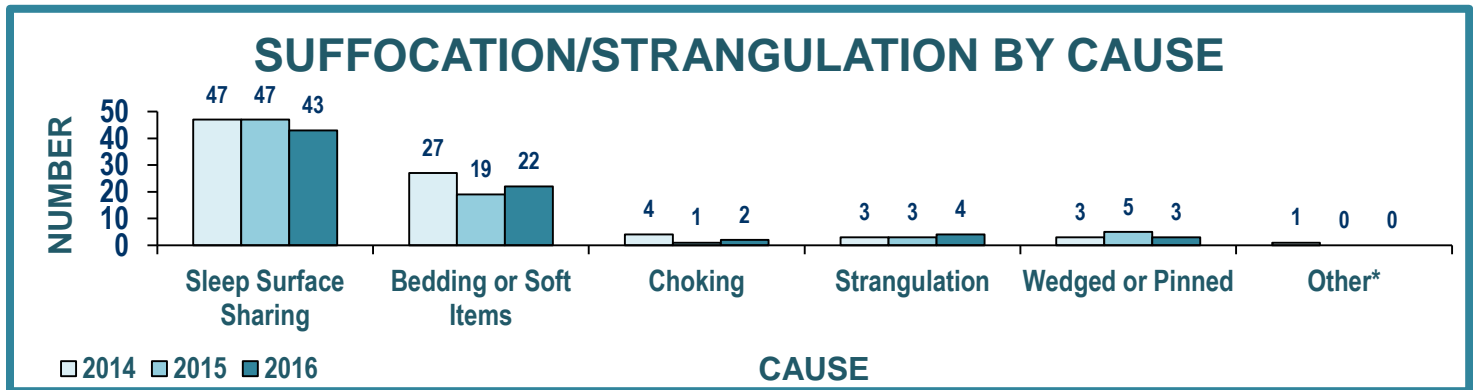 SUFFOCATION/STRANGULATION BY CAUSE
NUMBER
50
40
30
20
10
0
47 47 43
27 19 22
4 1 2
3 3 4
3 5 3
1 0 0
Sleep Surface
Sharing
Bedding or Soft
Items
Choking
Strangulation
Wedged or Pinned
Other*
2014 2015 2016
CAUSE